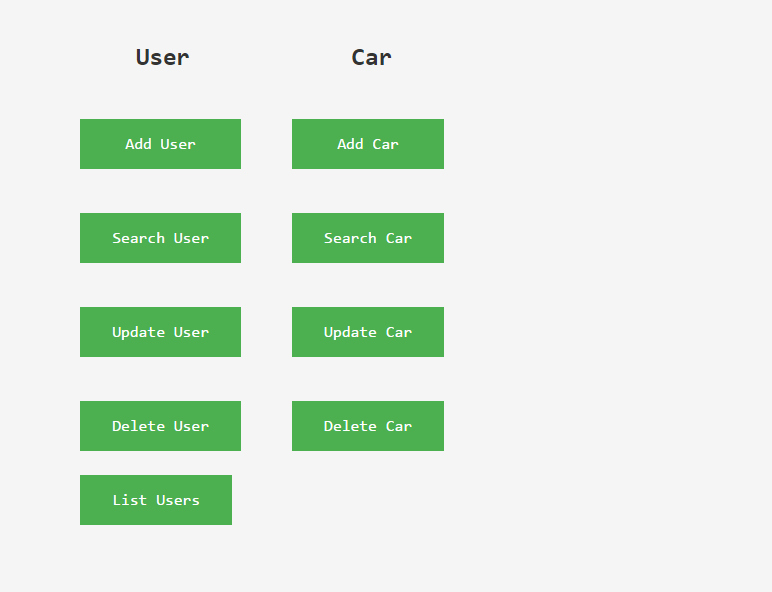 User
Car
Add User
Add Car
Search User
Search Car
Update User
Update Car
Delete User
Delete Car
List Users